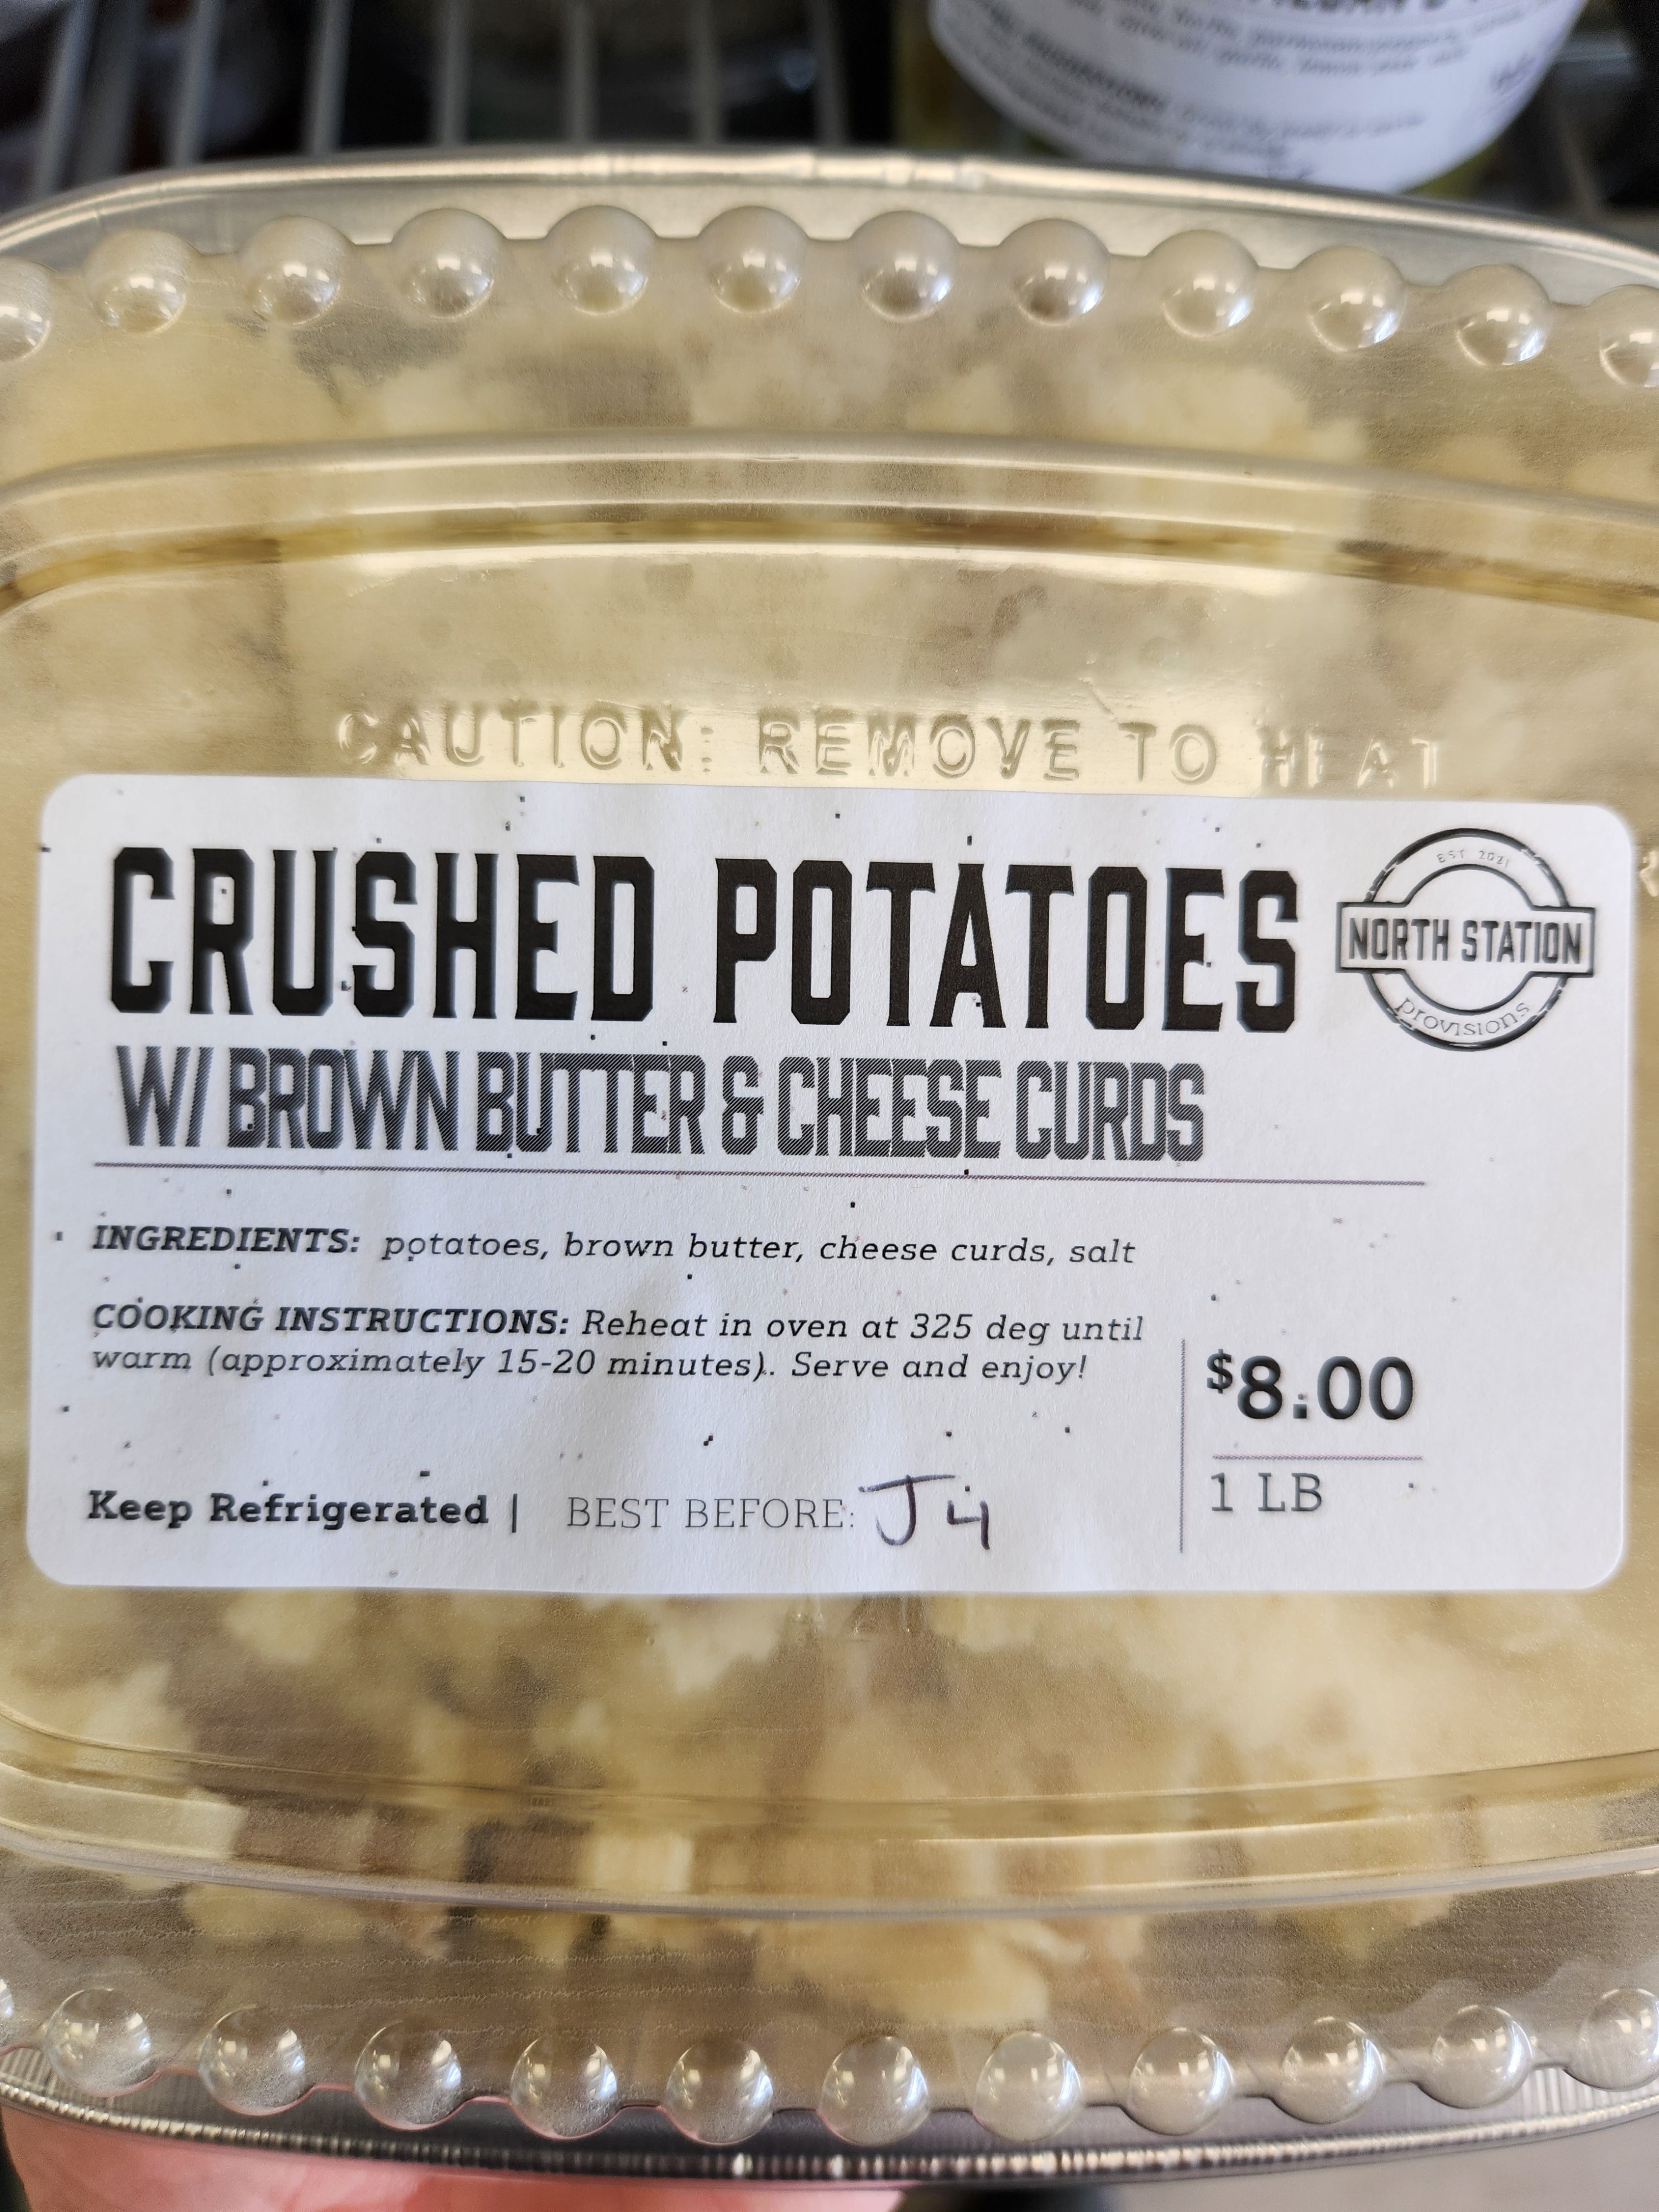 CAUTION: REMOVE TO HEAT
CRUSHED POTATOES
EST 2021
NORTH STATION
provisions
W/ BROWN BUTTER & CHEESE CURDS
INGREDIENTS: potatoes, brown butter, cheese curds, salt
COOKING INSTRUCTIONS: Reheat in oven at 325 deg until
warm (approximately 15-20 minutes). Serve and enjoy!
$8.00
1 LB
Keep Refrigerated | BEST BEFORE: J4